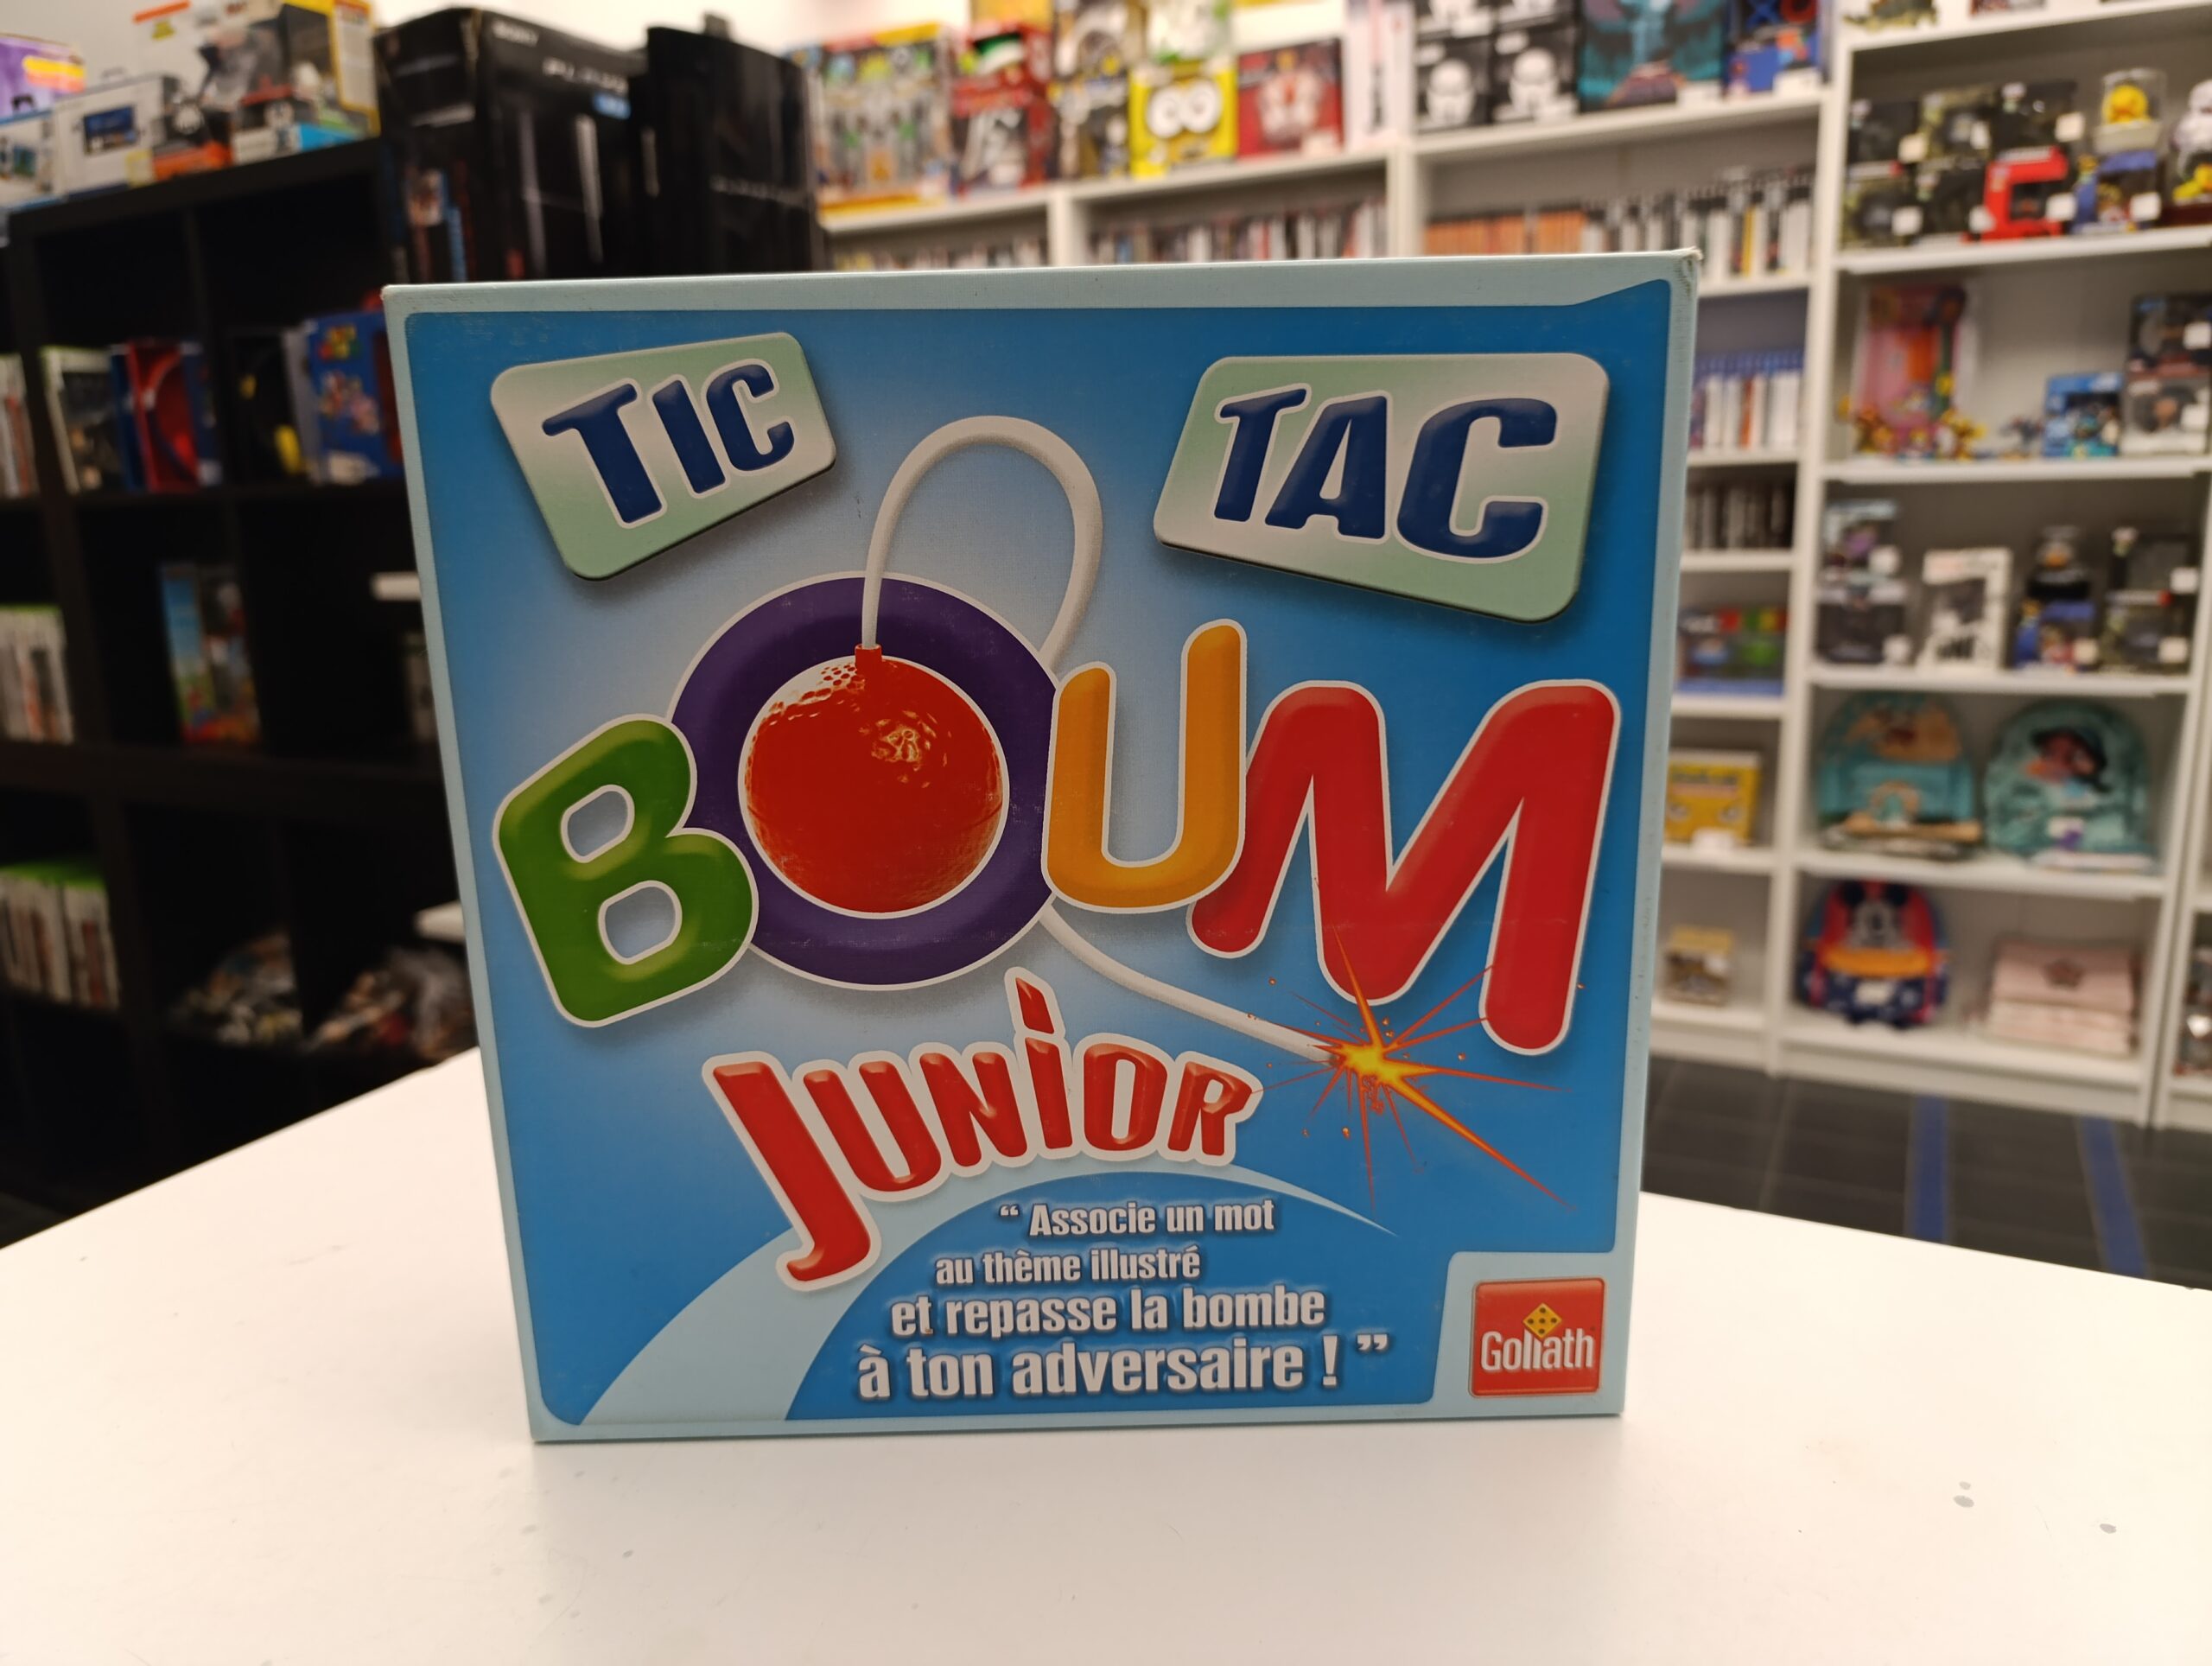 TIC
TAC
BOUM
JUNIOR
“ Associe un mot
au thème illustré
et repasse la bombe
à ton adversaire ! ”
Goliath